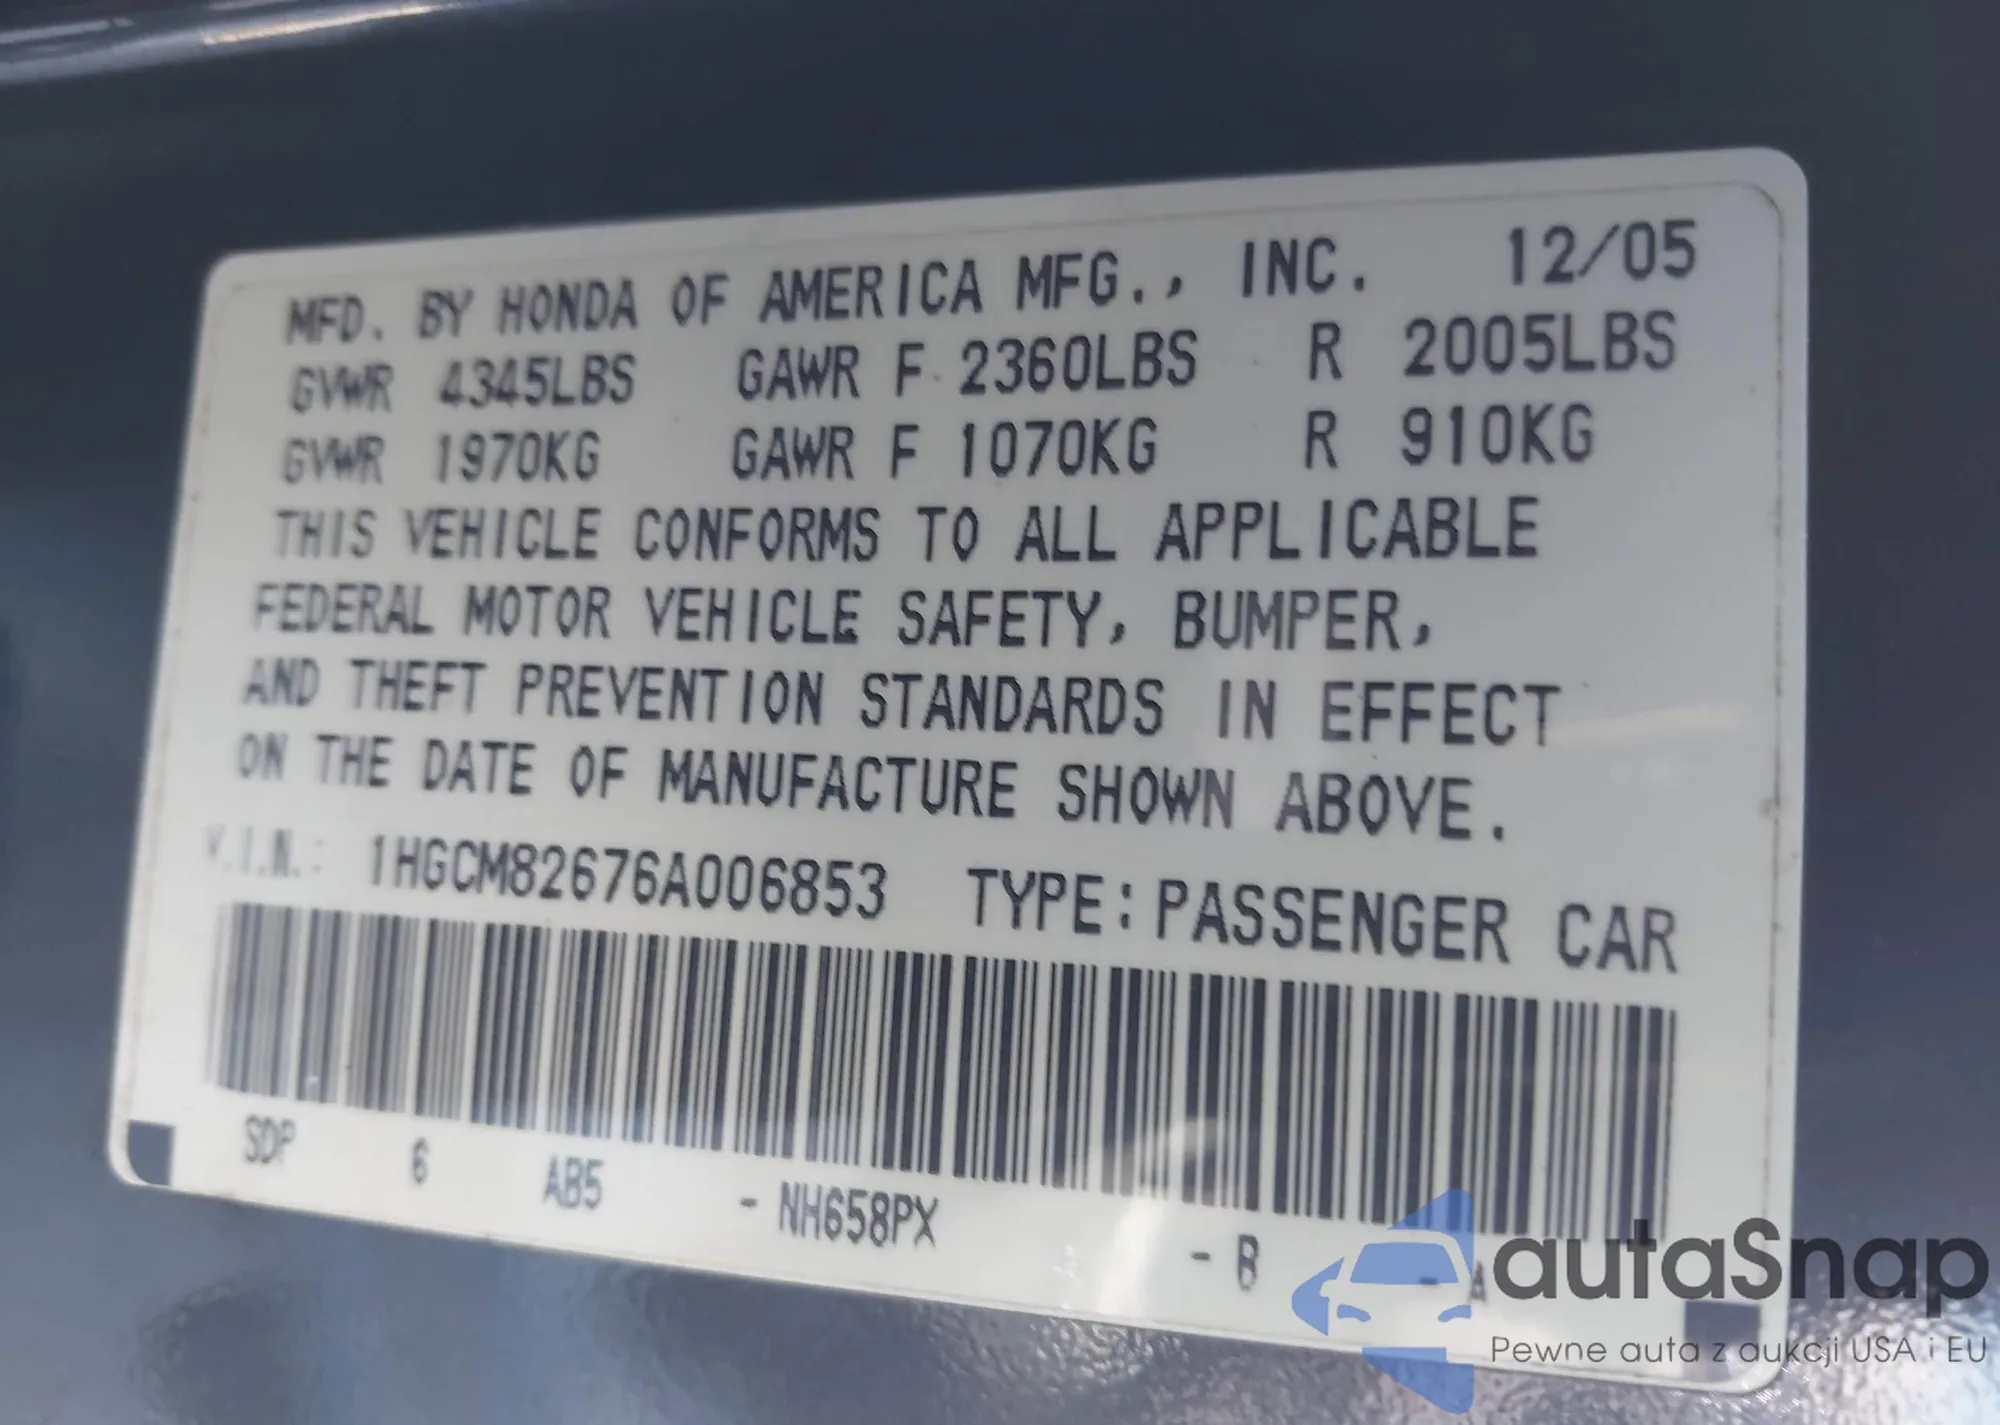 MFD. BY HONDA OF AMERICA MFG., INC. 12/05
GVWR 4345LBS GAWR F 2360LBS R 2005LBS
GVWR 1970KG GAWR F 1070KG R 910KG
THIS VEHICLE CONFORMS TO ALL APPLICABLE
FEDERAL MOTOR VEHICLE SAFETY, BUMPER,
AND THEFT PREVENTION STANDARDS IN EFFECT
ON THE DATE OF MANUFACTURE SHOWN ABOVE.
V.I.N.: 1HGCM82676A006853 TYPE:PASSENGER CAR
SDP 6 AB5 - NH658PX - B - A
autaSnap
Pewne auta z aukcji USA i EU